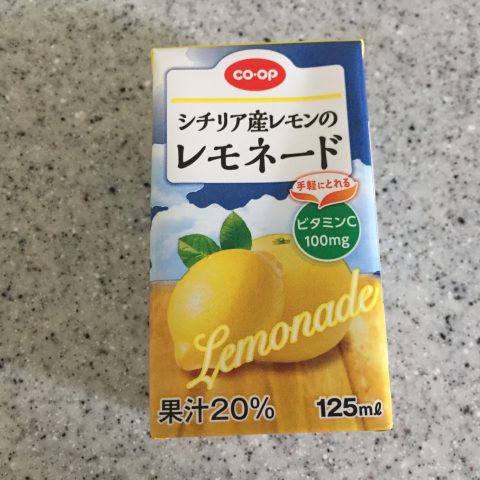 CO・OP
シチリア産レモンの
レモネード
手軽にとれる
ビタミンC
100mg
Lemonade
果汁20%
125ml